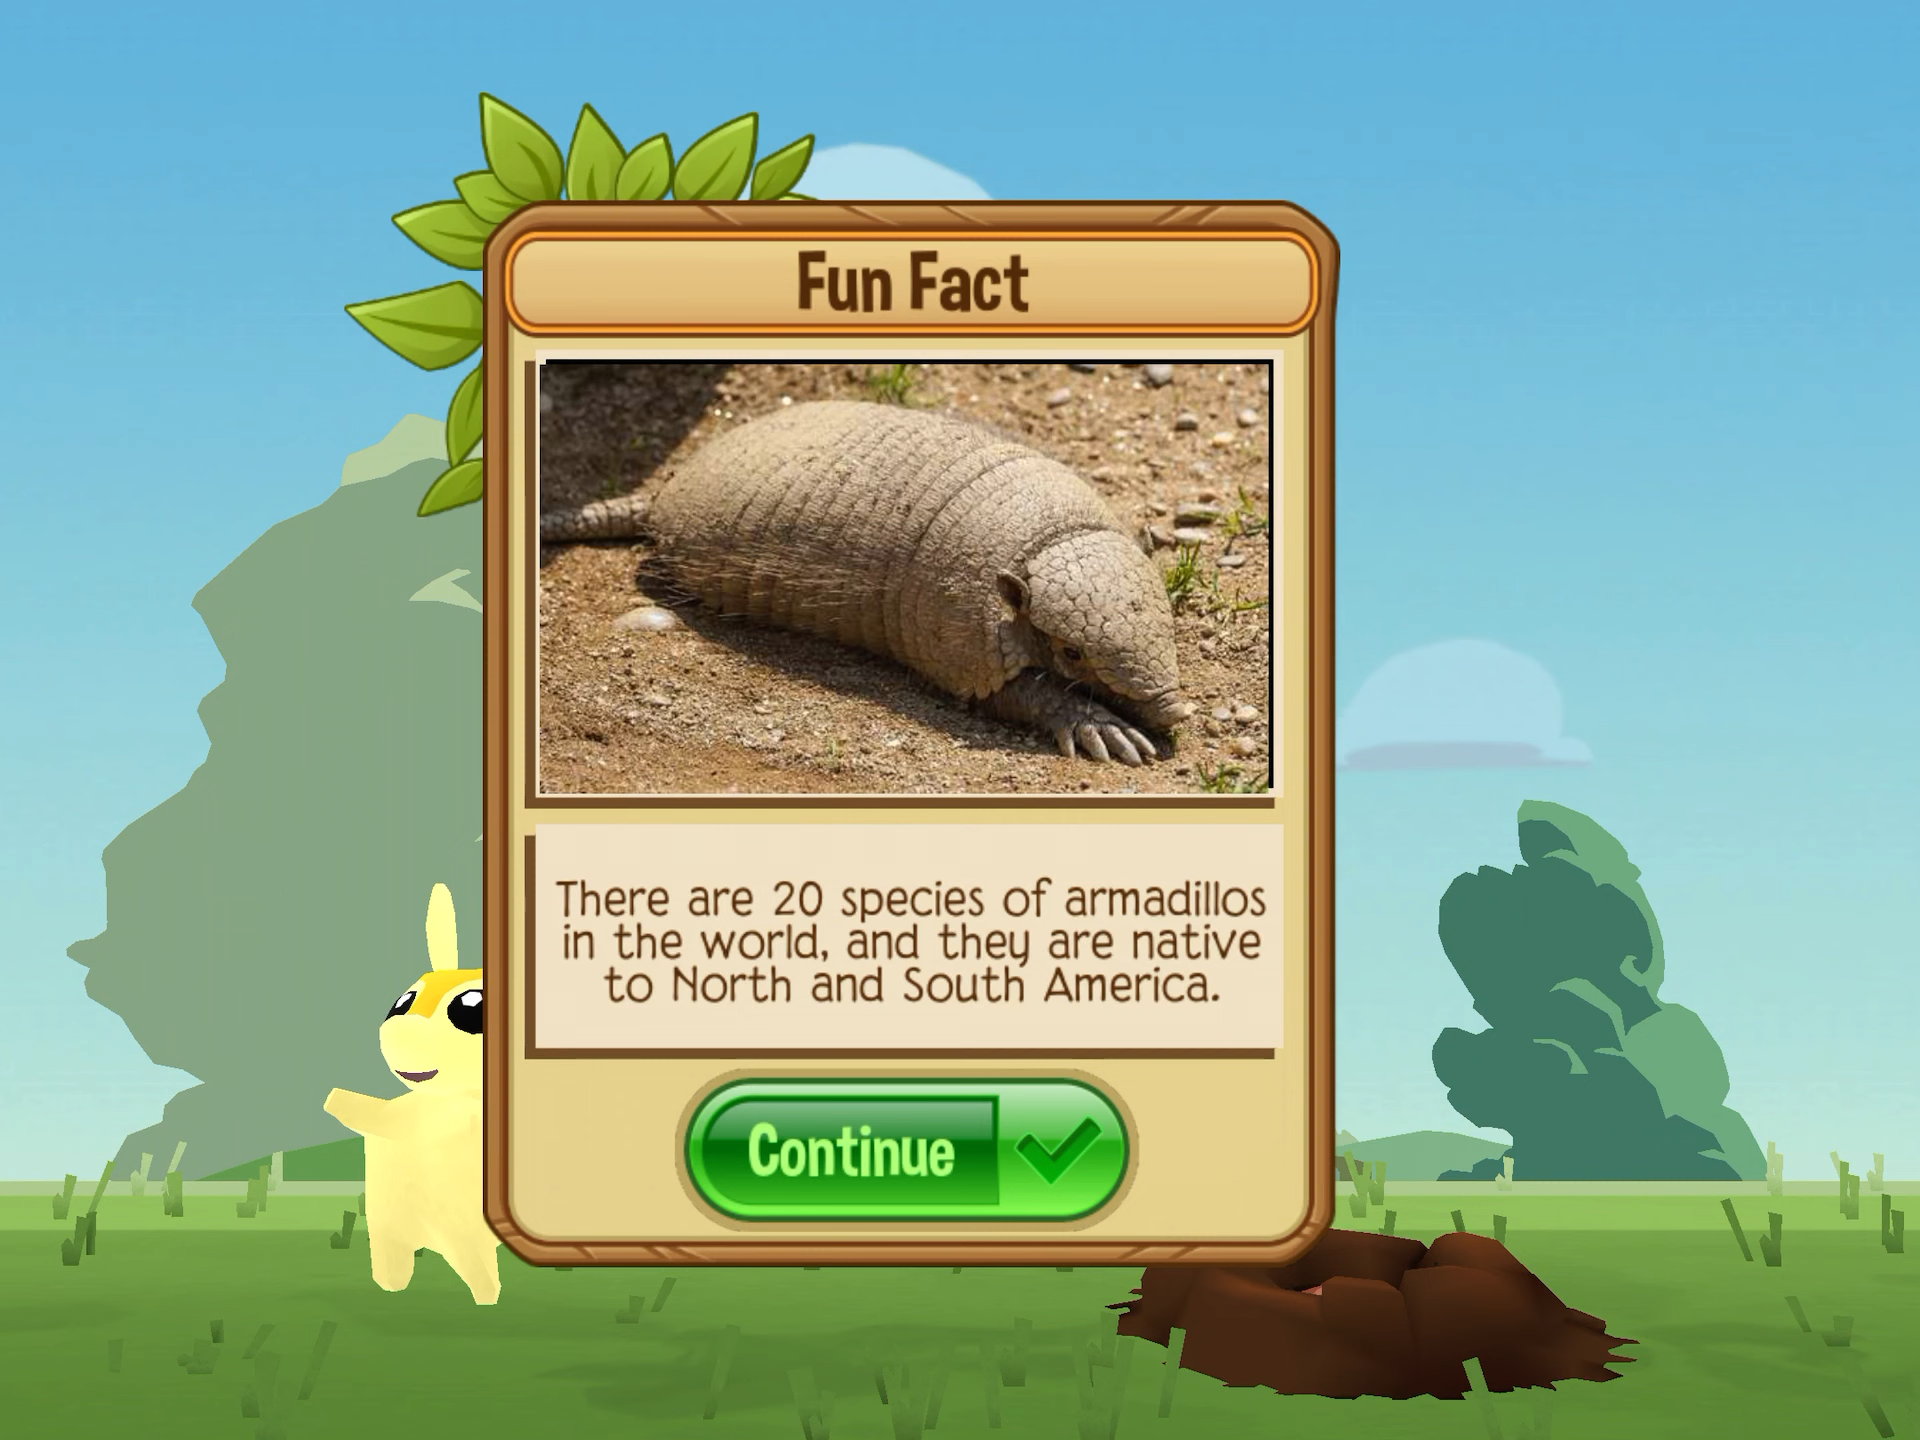 Fun Fact
There are 20 species of armadillos
in the world, and they are native
to North and South America.
Continue